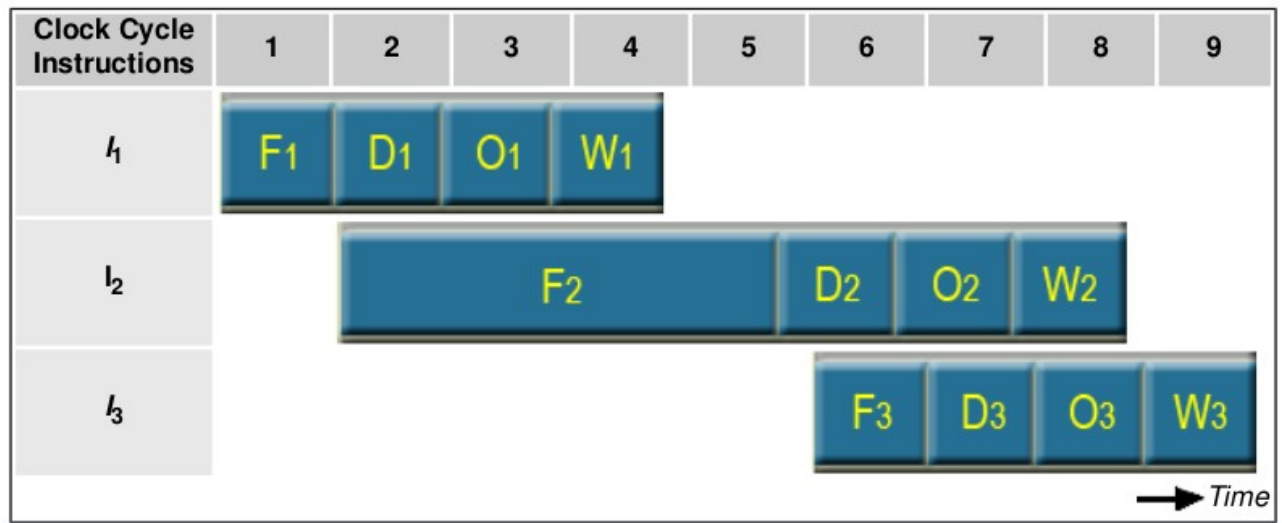 Clock Cycle
Instructions 1 2 3 4 5 6 7 8 9
I1 F1 D1 O1 W1
I2 F2 D2 O2 W2
I3 F3 D3 O3 W3
Time